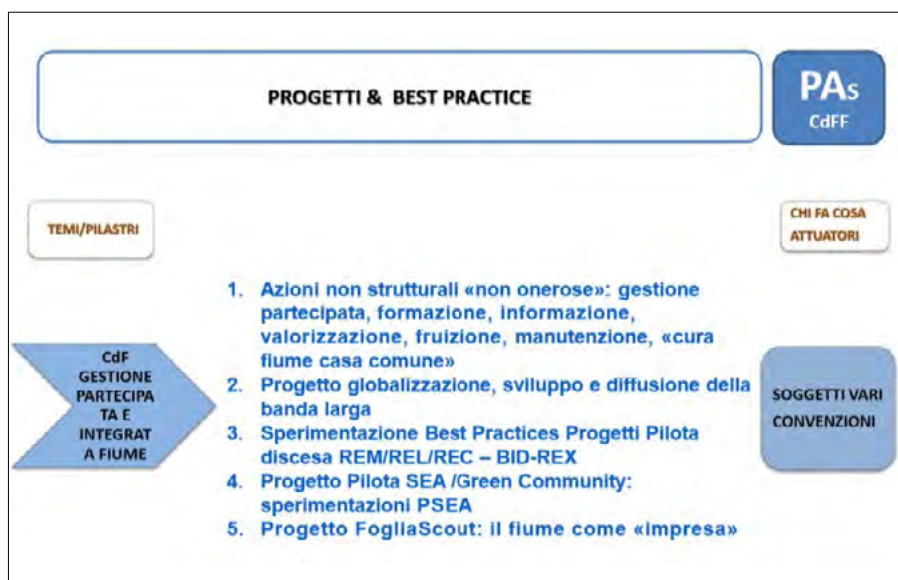 PROGETTI & BEST PRACTICE
PAs
CdFF
TEMI/PILASTRI
CHI FA COSA
ATTUATORI
CdF
GESTIONE
PARTECIPA
TA E
INTEGRAT
A FIUME
1. Azioni non strutturali «non onerose»: gestione
partecipata, formazione, informazione,
valorizzazione, fruizione, manutenzione, «cura
fiume casa comune»
2. Progetto globalizzazione, sviluppo e diffusione della
banda larga
3. Sperimentazione Best Practices Progetti Pilota
discesa REM/REL/REC – BID-REX
4. Progetto Pilota SEA /Green Community:
sperimentazioni PSEA
5. Progetto FogliaScout: il fiume come «impresa»
SOGGETTI VARI
CONVENZIONI